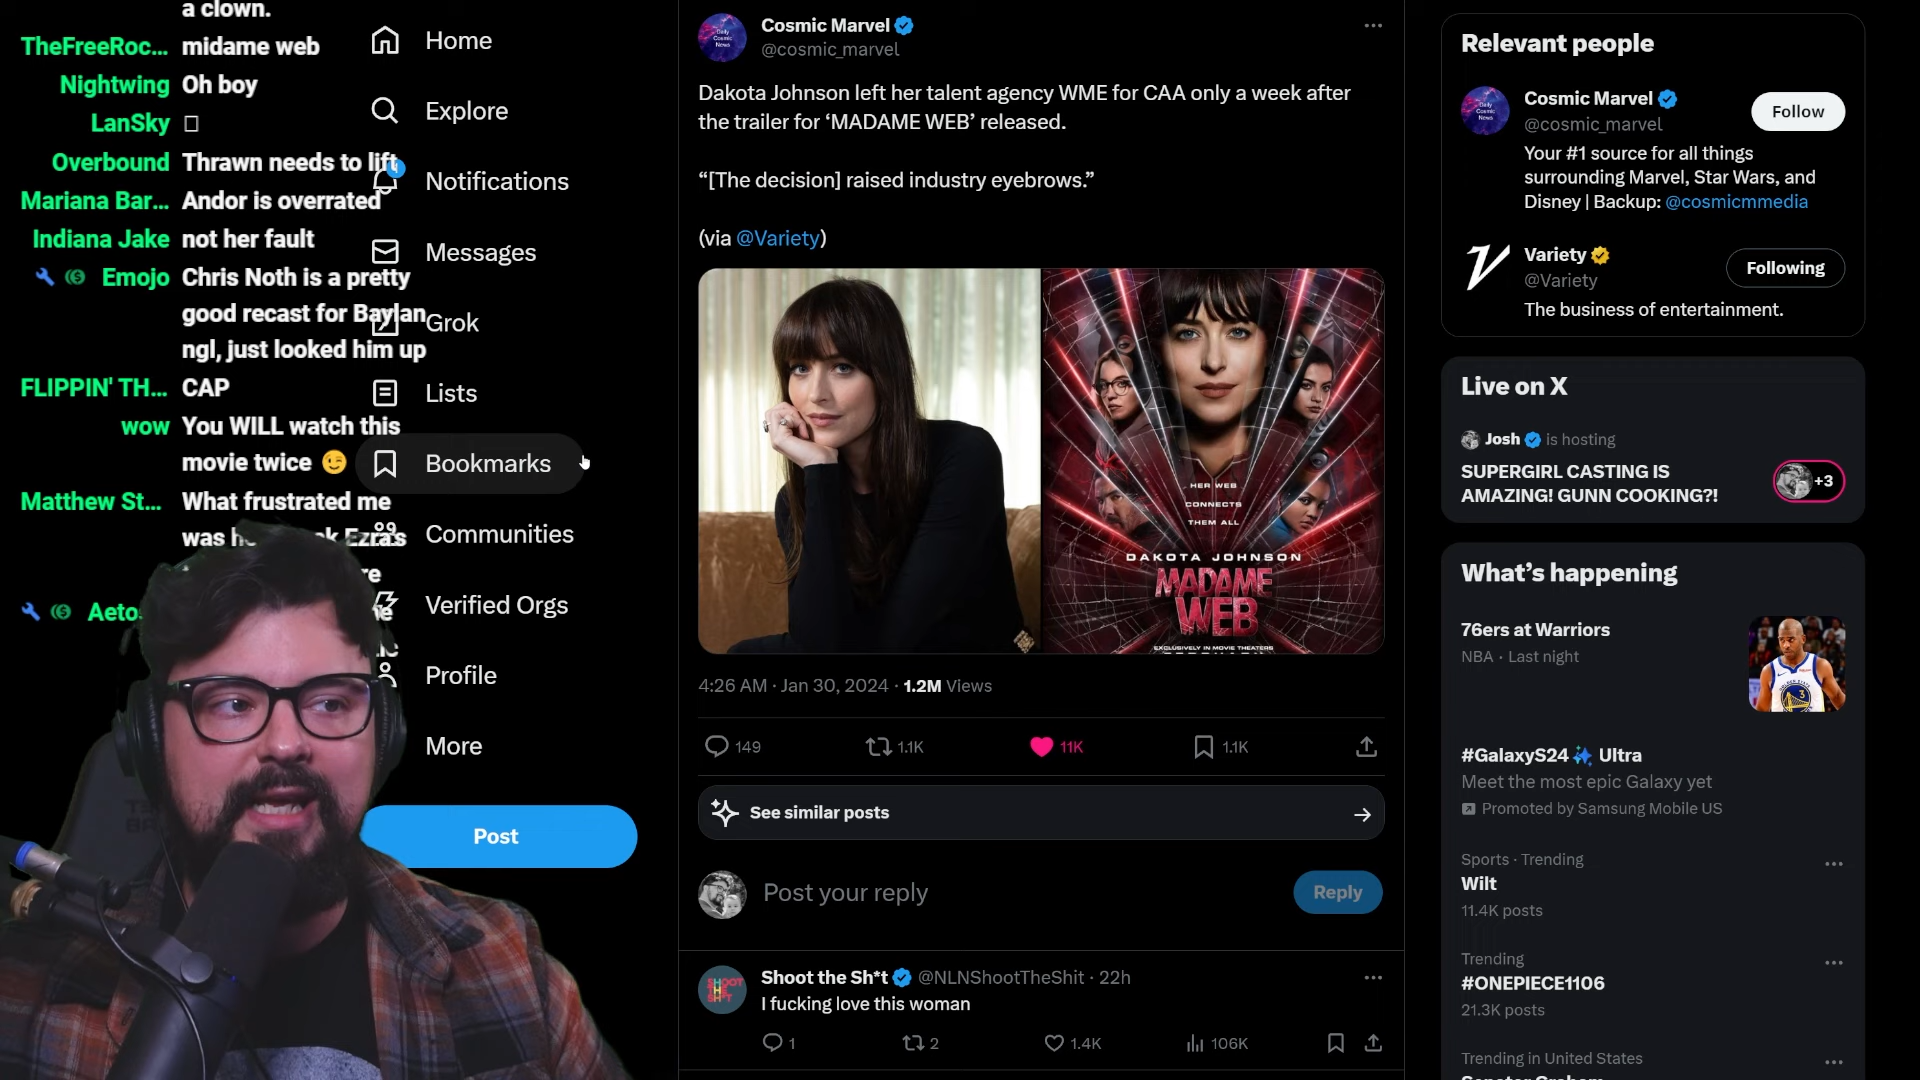 a clown.
TheFreeRoc... midame web
Nightwing Oh boy
LanSky
Overbound Thrawn needs to lift
Mariana Bar... Andor is overrated
Indiana Jake not her fault
Emojo Chris Noth is a pretty
good recast for Baylan
ngl, just looked him up
FLIPPIN' TH... CAP
wow You WILL watch this
movie twice 😉
Matthew St... What frustrated me
was Ezra's
Aeto
Home
Explore
Notifications
Messages
Grok
Lists
Bookmarks
Communities
Verified Orgs
Profile
More
Post
Cosmic Marvel
@cosmic_marvel
Dakota Johnson left her talent agency WME for CAA only a week after
the trailer for ‘MADAME WEB’ released.
“[The decision] raised industry eyebrows.”
(via @Variety)
HER WEB
CONNECTS
THEM ALL
DAKOTA JOHNSON
MADAME
WEB
EXCLUSIVELY IN MOVIE THEATERS
4:26 AM · Jan 30, 2024 · 1.2M Views
149 1.1K 11K 1.1K
See similar posts
Post your reply
Reply
Shoot the Sh*t @NLNShootTheShit · 22h
I fucking love this woman
1 2 1.4K 106K
Relevant people
Cosmic Marvel
@cosmic_marvel
Follow
Your #1 source for all things
surrounding Marvel, Star Wars, and
Disney | Backup: @cosmicmmedia
Variety
@Variety
Following
The business of entertainment.
Live on X
Josh is hosting
SUPERGIRL CASTING IS
AMAZING! GUNN COOKING?!
+3
What’s happening
76ers at Warriors
NBA · Last night
#GalaxyS24 Ultra
Meet the most epic Galaxy yet
Promoted by Samsung Mobile US
Sports · Trending
Wilt
11.4K posts
Trending
#ONEPIECE1106
21.3K posts
Trending in United States